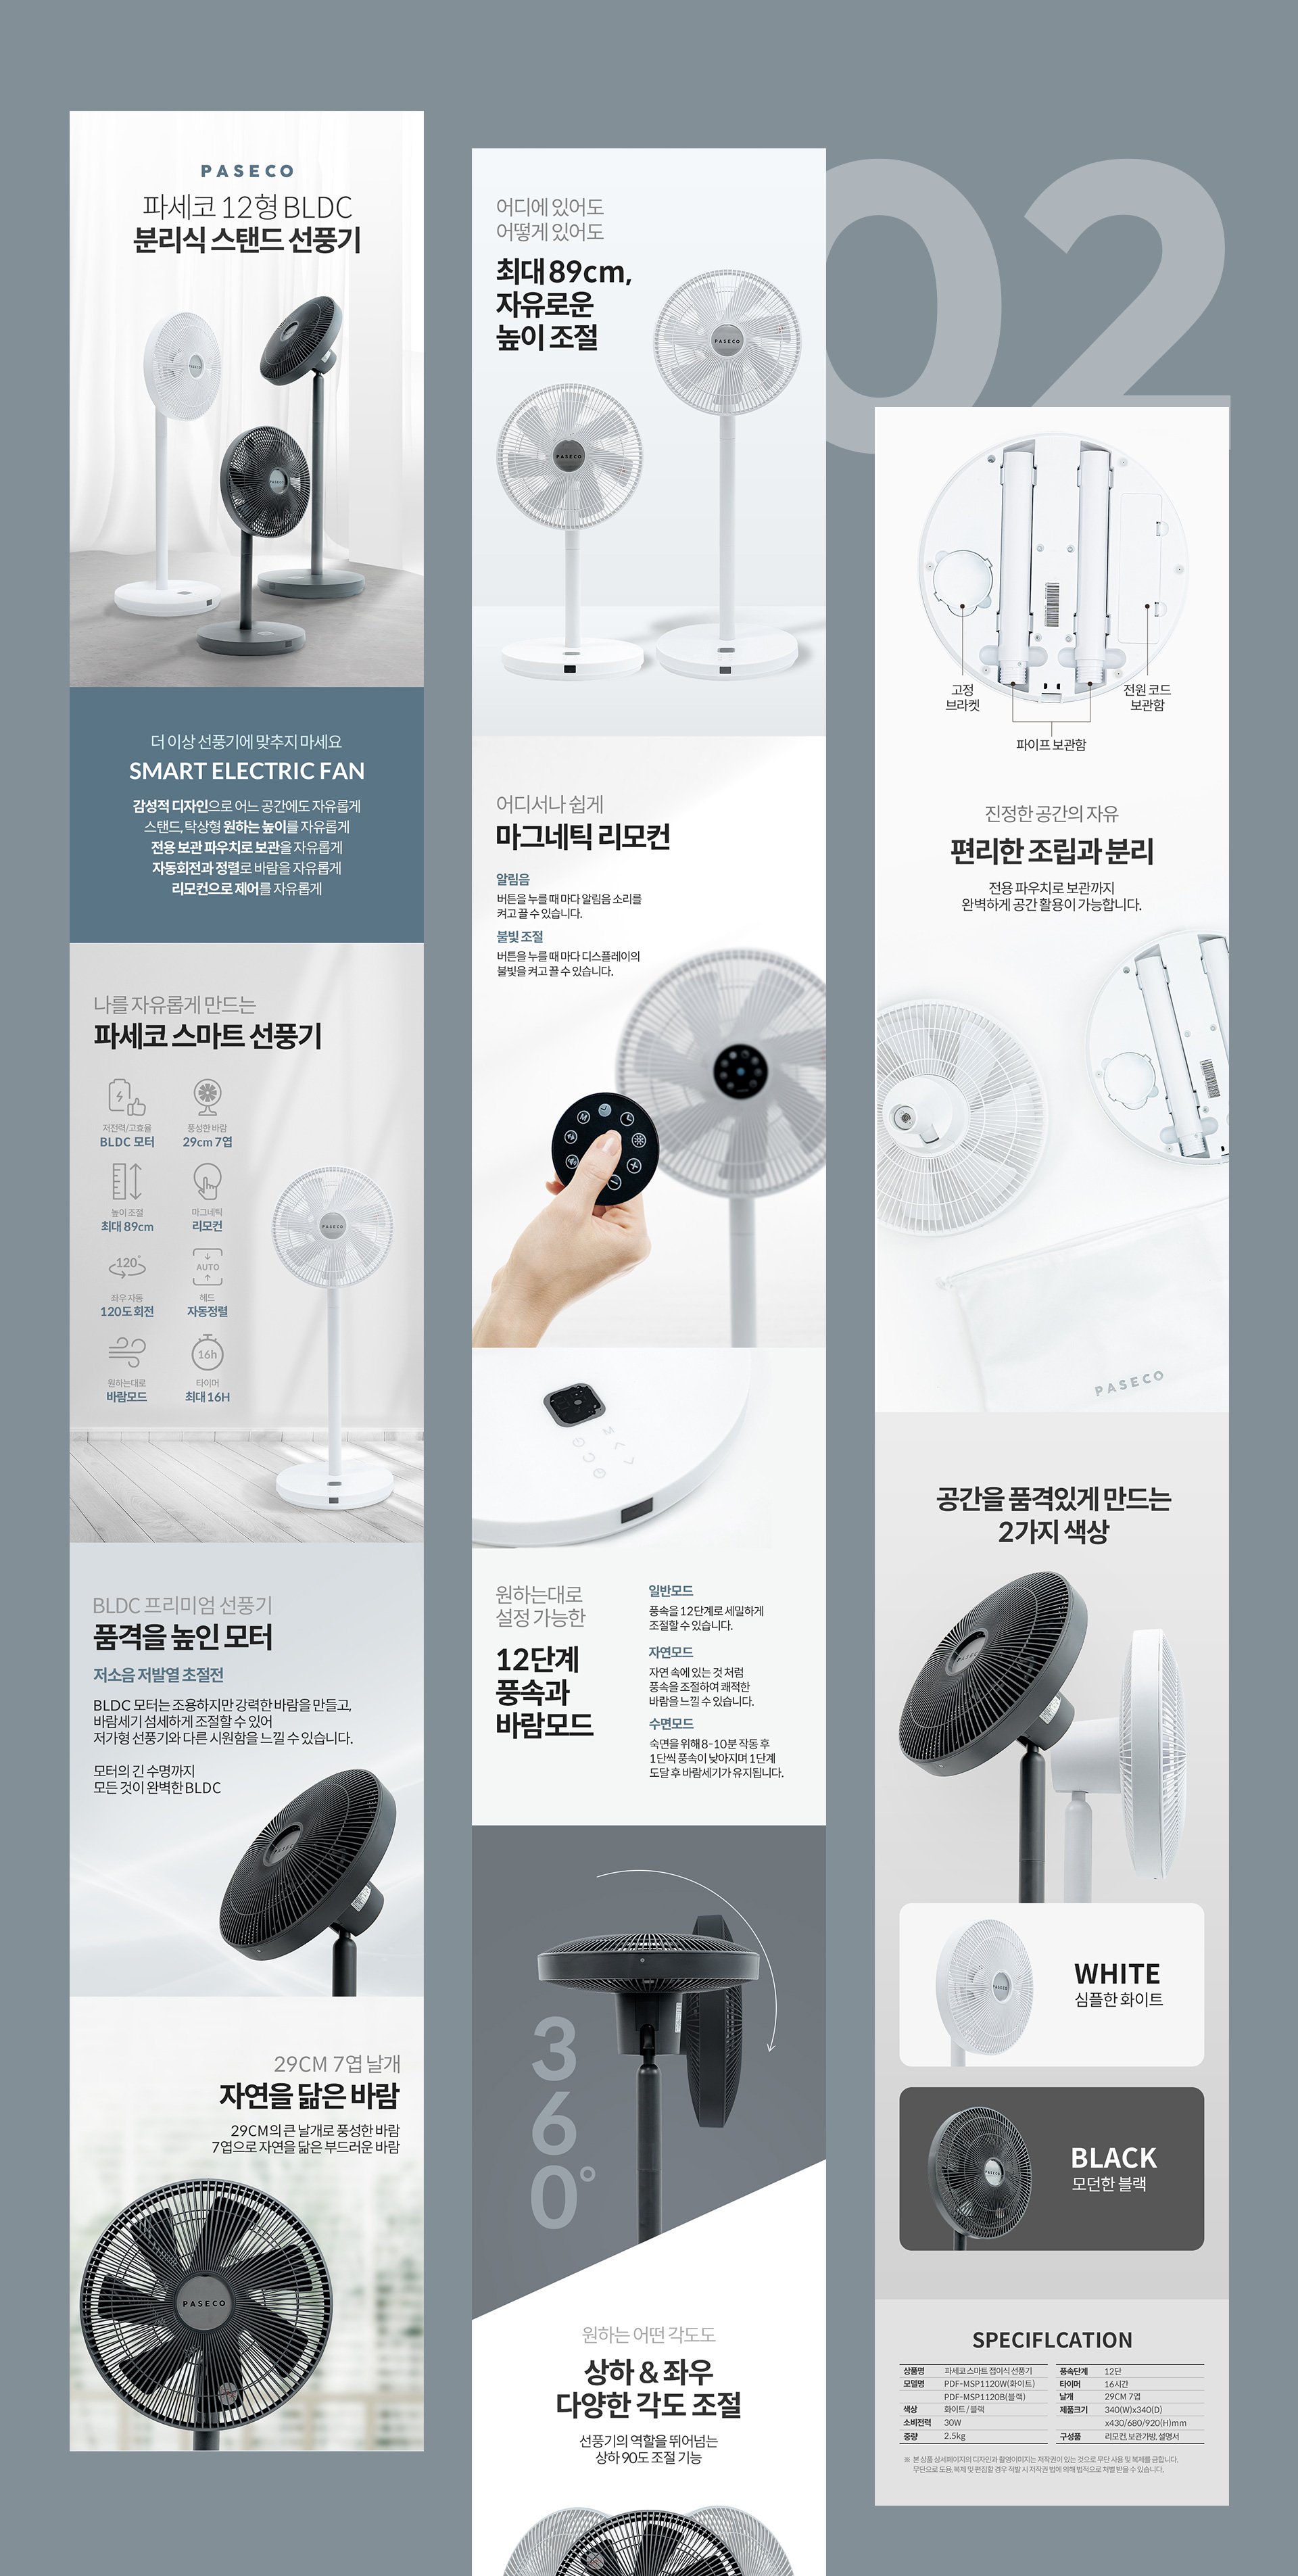 02
PASECO
파세코 12형 BLDC
분리식 스탠드 선풍기
더 이상 선풍기에 맞추지 마세요
SMART ELECTRIC FAN
감성적 디자인으로 어느 공간에도 자유롭게
스탠드, 탁상형 원하는 높이를 자유롭게
전용 보관 파우치로 보관을 자유롭게
자동회전과 정렬로 바람을 자유롭게
리모컨으로 제어를 자유롭게
나를 자유롭게 만드는
파세코 스마트 선풍기
저전력/고효율
BLDC 모터
풍성한 바람
29cm 7엽
높이 조절
최대 89cm
마그네틱
리모컨
120°
좌우 자동
120도 회전
AUTO
헤드
자동정렬
원하는대로
바람모드
16h
타이머
최대 16H
PASECO
BLDC 프리미엄 선풍기
품격을 높인 모터
저소음 저발열 초절전
BLDC 모터는 조용하지만 강력한 바람을 만들고,
바람세기 섬세하게 조절할 수 있어
저가형 선풍기와 다른 시원함을 느낄 수 있습니다.
모터의 긴 수명까지
모든 것이 완벽한 BLDC
PASECO
29CM 7엽 날개
자연을 닮은 바람
29CM의 큰 날개로 풍성한 바람
7엽으로 자연을 닮은 부드러운 바람
PASECO
어디에 있어도
어떻게 있어도
최대 89cm,
자유로운
높이 조절
PASECO
PASECO
어디서나 쉽게
마그네틱 리모컨
알림음
버튼을 누를 때 마다 알림음 소리를
켜고 끌 수 있습니다.
불빛 조절
버튼을 누를 때 마다 디스플레이의
불빛을 켜고 끌 수 있습니다.
M
M
원하는대로
설정 가능한
12단계
풍속과
바람모드
일반모드
풍속을 12단계로 세밀하게
조절할 수 있습니다.
자연모드
자연 속에 있는 것 처럼
풍속을 조절하여 쾌적한
바람을 느낄 수 있습니다.
수면모드
숙면을 위해 8-10분 작동 후
1단씩 풍속이 낮아지며 1단계
도달 후 바람세기가 유지됩니다.
360°
원하는 어떤 각도도
상하 & 좌우
다양한 각도 조절
선풍기의 역할을 뛰어넘는
상하 90도 조절 기능
고정
브라켓
전원 코드
보관함
파이프 보관함
진정한 공간의 자유
편리한 조립과 분리
전용 파우치로 보관까지
완벽하게 공간 활용이 가능합니다.
PASECO
공간을 품격있게 만드는
2가지 색상
PASECO
WHITE
심플한 화이트
BLACK
모던한 블랙
SPECIFLCATION
상품명 파세코 스마트 접이식 선풍기
모델명 PDF-MSP1120W(화이트)
PDF-MSP1120B(블랙)
색상 화이트 / 블랙
소비전력 30W
중량 2.5kg
풍속단계 12단
타이머 16시간
날개 29CM 7엽
제품크기 340(W)x340(D)
x430/680/920(H)mm
구성품 리모컨, 보관가방, 설명서
※ 본 상품 상세페이지의 디자인과 촬영이미지는 저작권이 있는 것으로 무단 사용 및 복제를 금합니다.
무단으로 도용, 복제 및 편집할 경우 적발 시 저작권 법에 의해 법적으로 처벌 받을 수 있습니다.